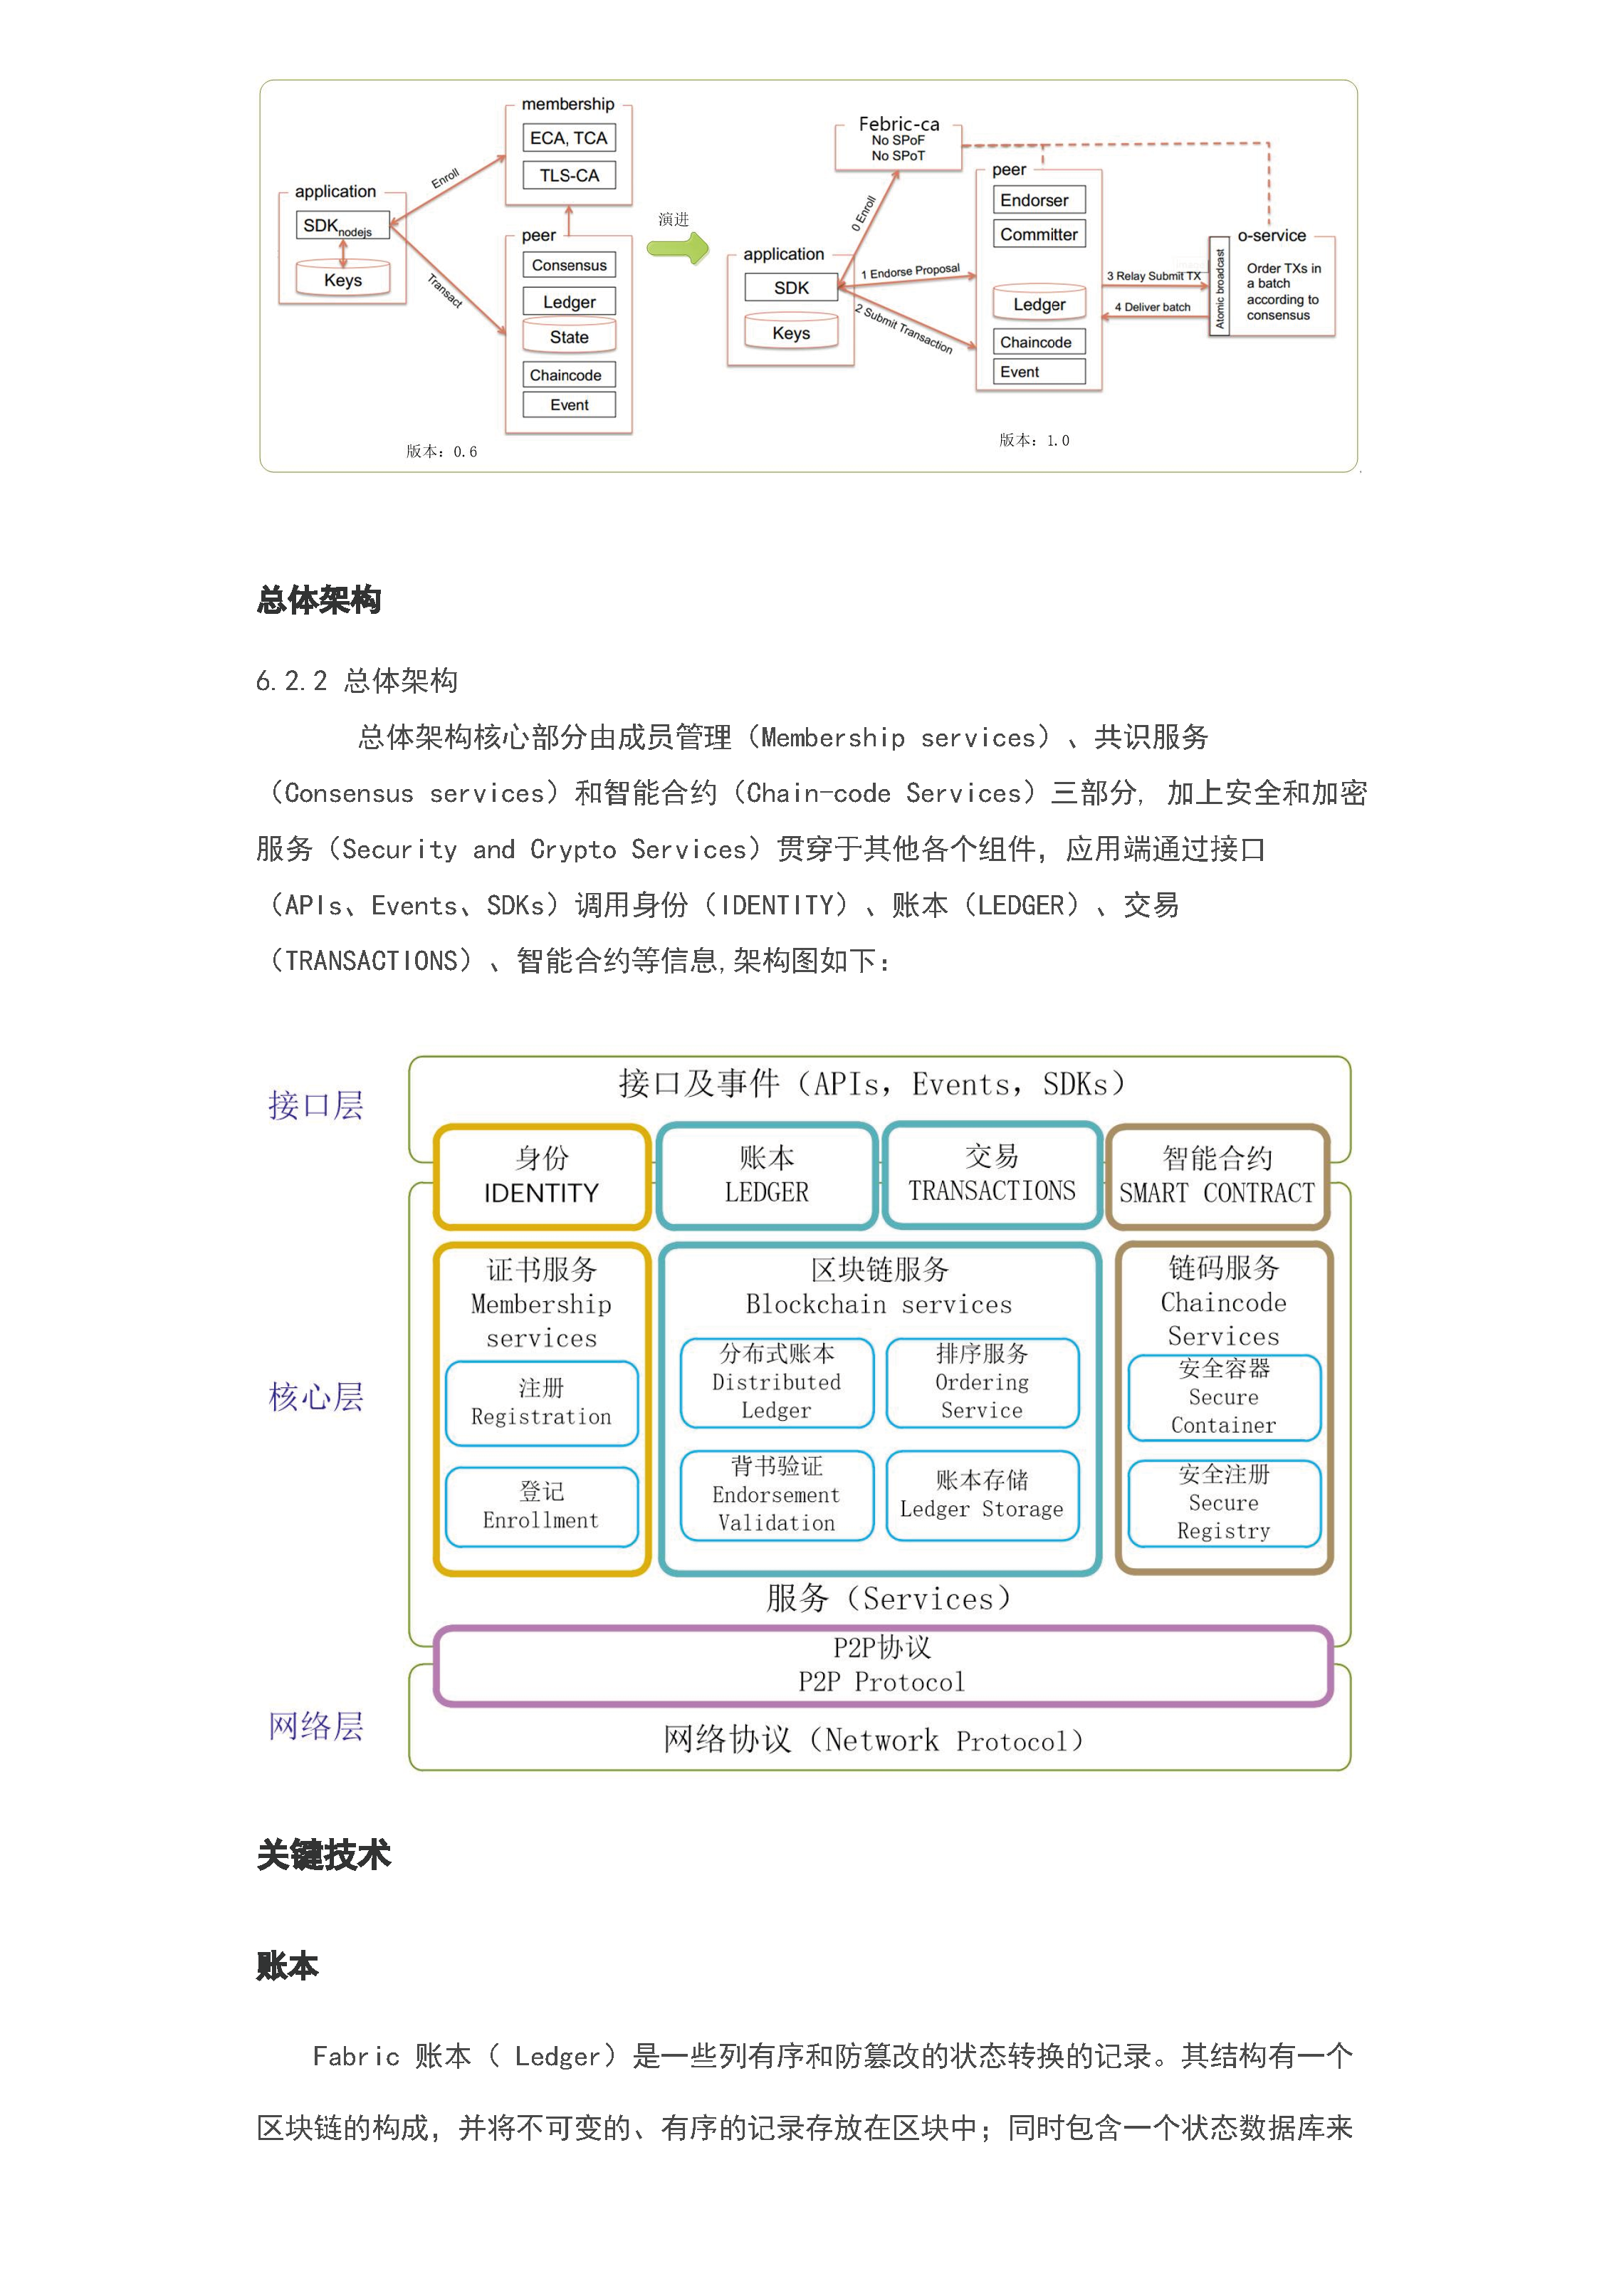 membership
ECA, TCA
TLS-CA
application
SDKnodejs
Keys
Enroll
Transact
peer
Consensus
Ledger
State
Chaincode
Event
版本：0.6
演进
Febric-ca
No SPoF
No SPoT
application
SDK
Keys
0 Enroll
1 Endorse Proposal
2 Submit Transaction
peer
Endorser
Committer
Ledger
Chaincode
Event
3 Relay Submit TX
4 Deliver batch
o-service
Atomic broadcast
Order TXs in
a batch
according to
consensus
版本：1.0
总体架构
6.2.2 总体架构
总体架构核心部分由成员管理（Membership services）、共识服务
（Consensus services）和智能合约（Chain-code Services）三部分, 加上安全和加密
服务（Security and Crypto Services）贯穿于其他各个组件，应用端通过接口
（APIs、Events、SDKs）调用身份（IDENTITY）、账本（LEDGER）、交易
（TRANSACTIONS）、智能合约等信息,架构图如下：
接口层
接口及事件（APIs, Events, SDKs）
身份
IDENTITY
账本
LEDGER
交易
TRANSACTIONS
智能合约
SMART CONTRACT
核心层
证书服务
Membership
services
注册
Registration
登记
Enrollment
区块链服务
Blockchain services
分布式账本
Distributed
Ledger
排序服务
Ordering
Service
背书验证
Endorsement
Validation
账本存储
Ledger Storage
链码服务
Chaincode
Services
安全容器
Secure
Container
安全注册
Secure
Registry
服务（Services）
P2P协议
P2P Protocol
网络层
网络协议（Network Protocol）
关键技术
账本
Fabric 账本（ Ledger）是一些列有序和防篡改的状态转换的记录。其结构有一个
区块链的构成，并将不可变的、有序的记录存放在区块中；同时包含一个状态数据库来